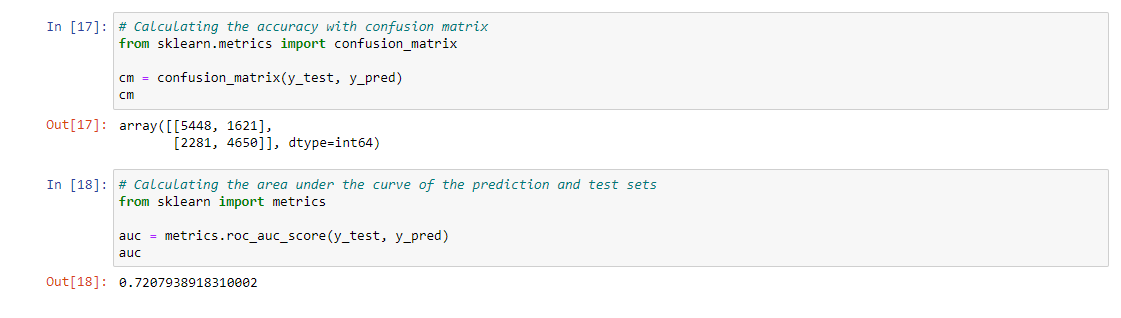 In [17]: # Calculating the accuracy with confusion matrix
from sklearn.metrics import confusion_matrix
cm = confusion_matrix(y_test, y_pred)
cm
Out[17]: array([[5448, 1621],
[2281, 4650]], dtype=int64)
In [18]: # Calculating the area under the curve of the prediction and test sets
from sklearn import metrics
auc = metrics.roc_auc_score(y_test, y_pred)
auc
Out[18]: 0.7207938918310002